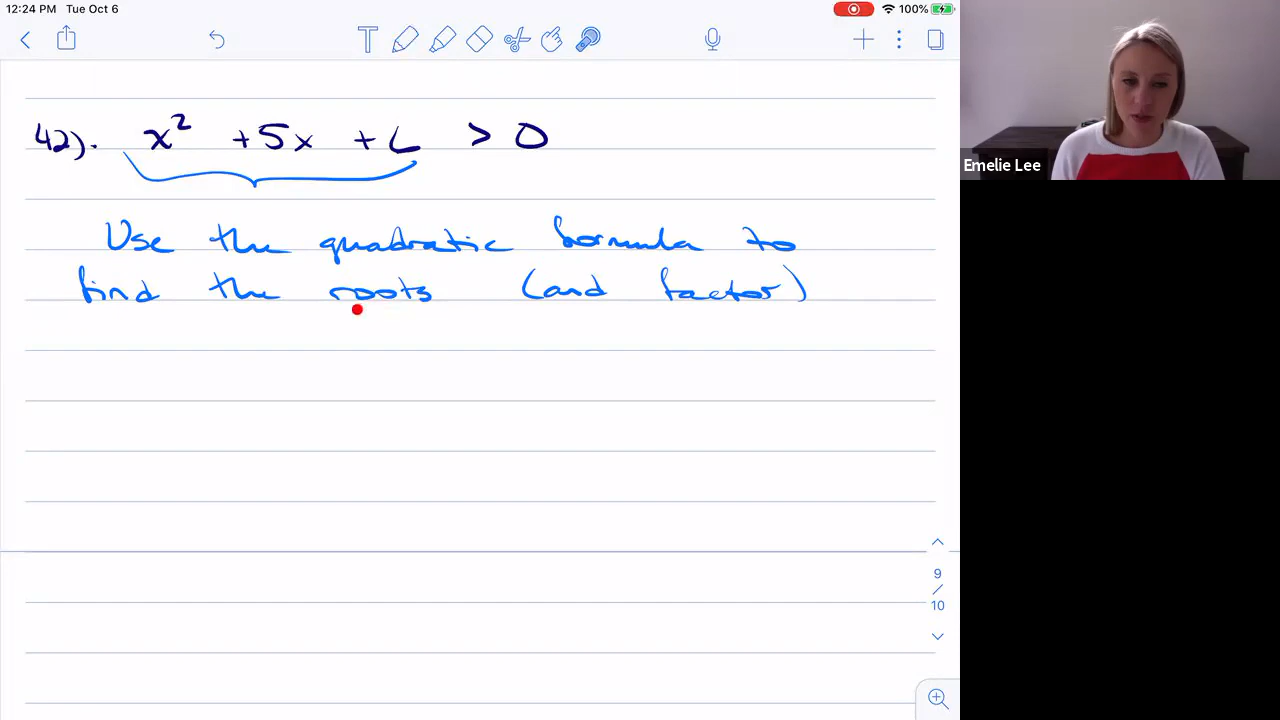 12:24 PM Tue Oct 6
100%
42). x² +5x +6 > 0
Use the quadratic formula to
find the roots (and factor)
Emelie Lee
9
/
10